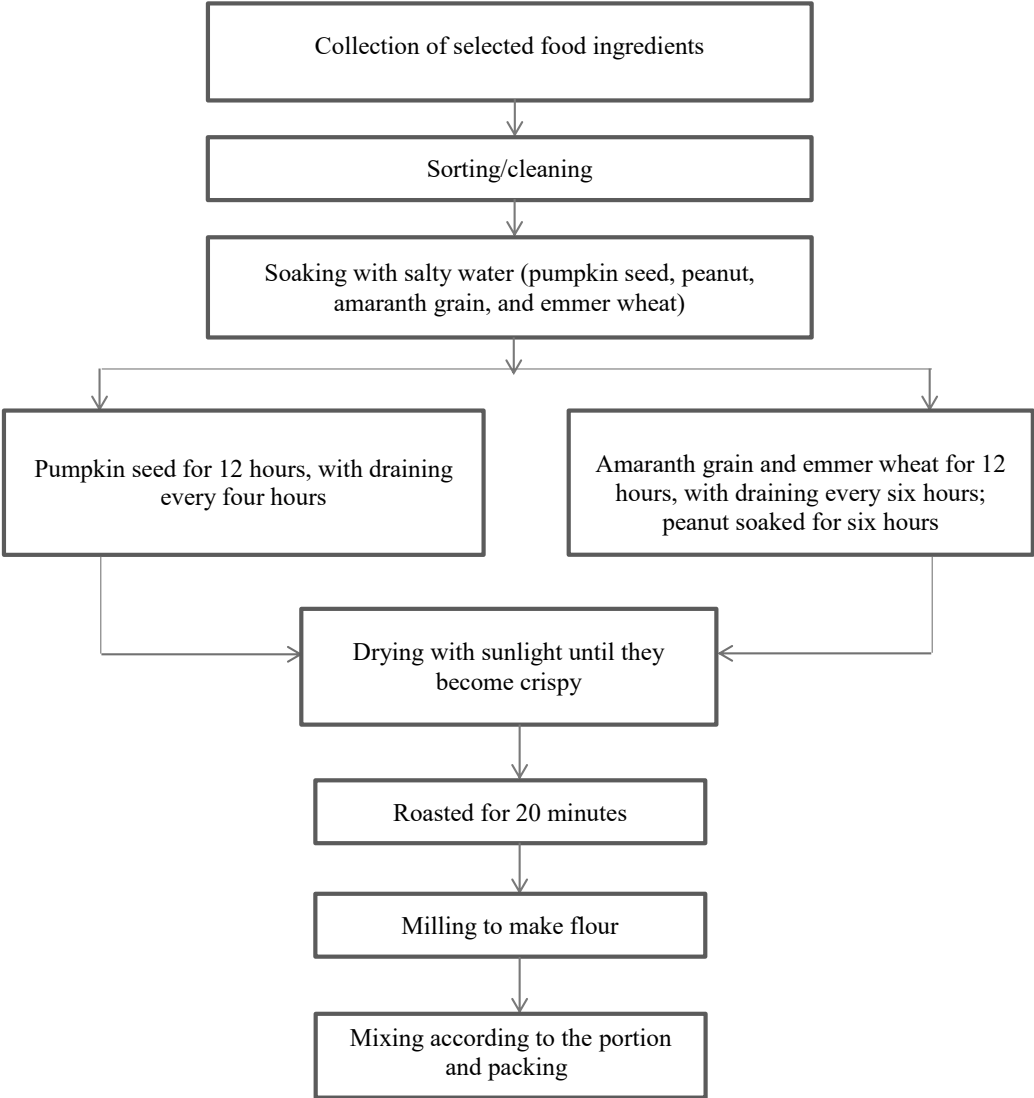 Collection of selected food ingredients
Sorting/cleaning
Soaking with salty water (pumpkin seed, peanut,
amaranth grain, and emmer wheat)
Pumpkin seed for 12 hours, with draining
every four hours
Amaranth grain and emmer wheat for 12
hours, with draining every six hours;
peanut soaked for six hours
Drying with sunlight until they
become crispy
Roasted for 20 minutes
Milling to make flour
Mixing according to the portion
and packing